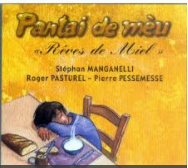 Pantai de mèu
«Rêves de Miel»
Stéphan MANGANELLI
Roger PASTUREL - Pierre PESSEMESSE